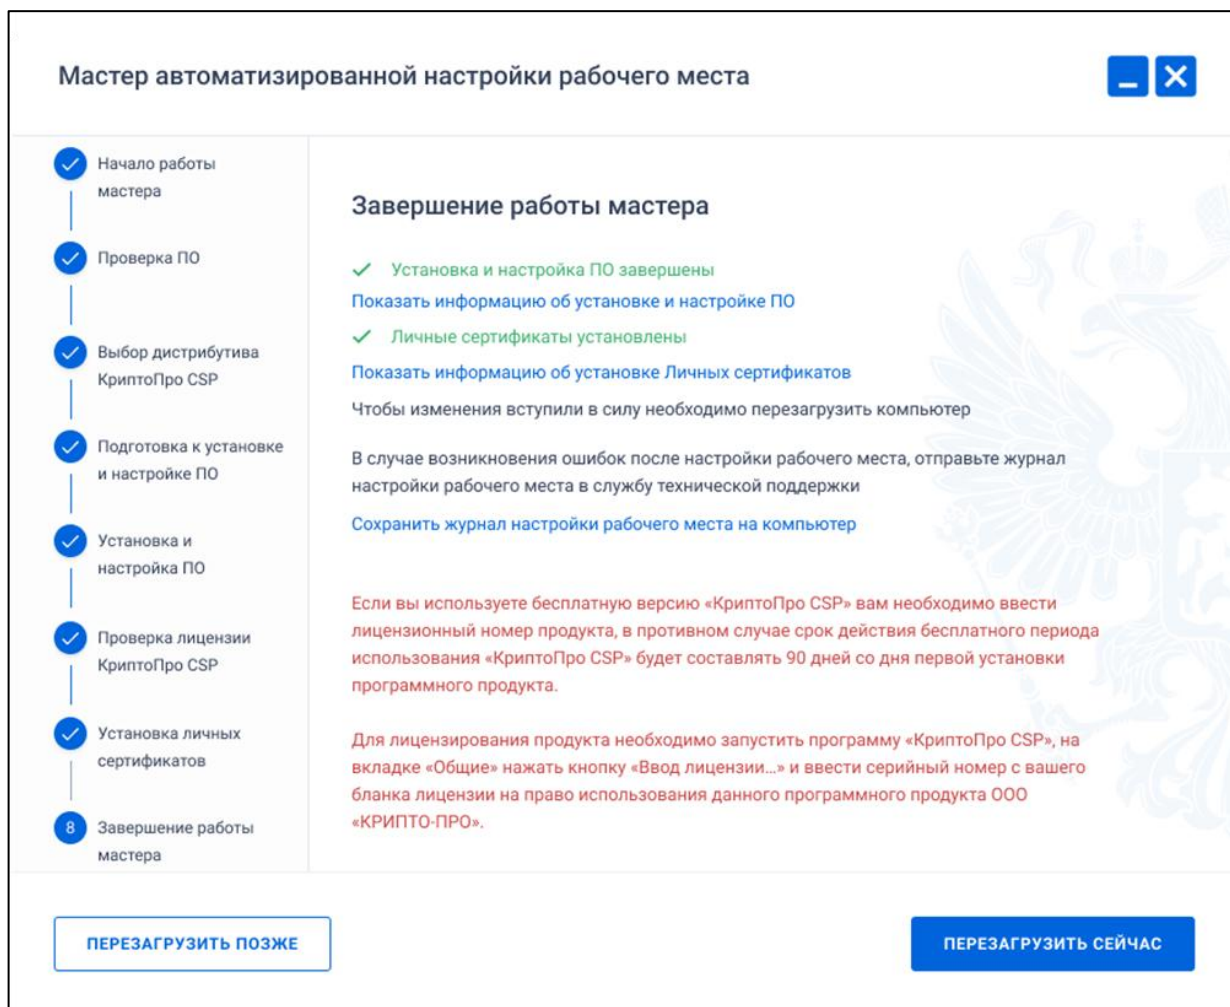 Мастер автоматизированной настройки рабочего места
Начало работы
мастера
Проверка ПО
Выбор дистрибутива
КриптоПро CSP
Подготовка к установке
и настройке ПО
Установка и
настройка ПО
Проверка лицензии
КриптоПро CSP
Установка личных
сертификатов
8
Завершение работы
мастера
Завершение работы мастера
Установка и настройка ПО завершены
Показать информацию об установке и настройке ПО
Личные сертификаты установлены
Показать информацию об установке Личных сертификатов
Чтобы изменения вступили в силу необходимо перезагрузить компьютер
В случае возникновения ошибок после настройки рабочего места, отправьте журнал
настройки рабочего места в службу технической поддержки
Сохранить журнал настройки рабочего места на компьютер
Если вы используете бесплатную версию «КриптоПро CSP» вам необходимо ввести
лицензионный номер продукта, в противном случае срок действия бесплатного периода
использования «КриптоПро CSP» будет составлять 90 дней со дня первой установки
программного продукта.
Для лицензирования продукта необходимо запустить программу «КриптоПро CSP», на
вкладке «Общие» нажать кнопку «Ввод лицензии...» и ввести серийный номер с вашего
бланка лицензии на право использования данного программного продукта ООО
«КРИПТО-ПРО».
ПЕРЕЗАГРУЗИТЬ ПОЗЖЕ
ПЕРЕЗАГРУЗИТЬ СЕЙЧАС